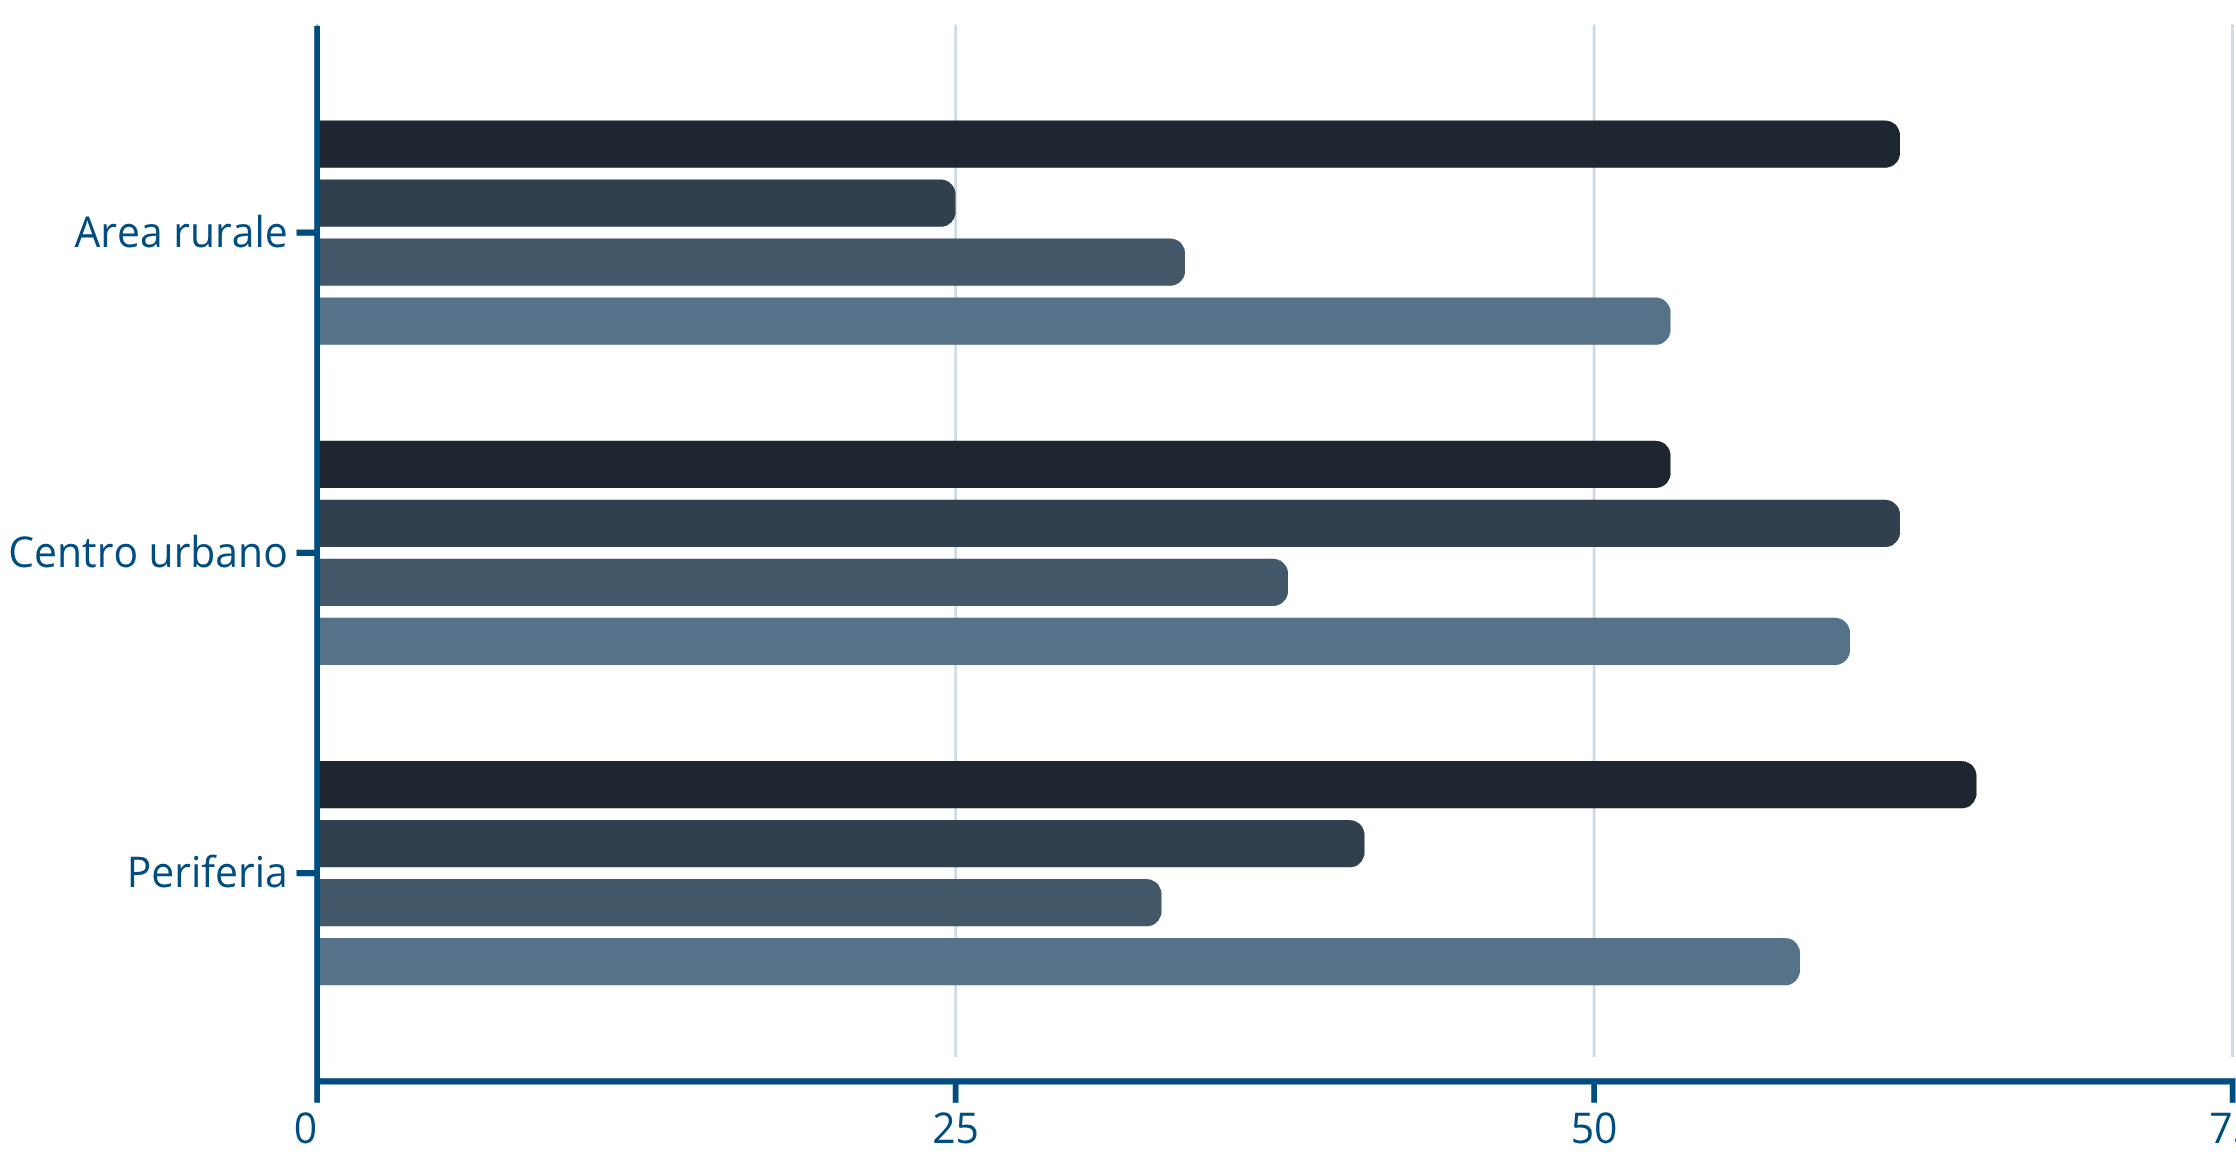 Area rurale
Centro urbano
Periferia
0 25 50